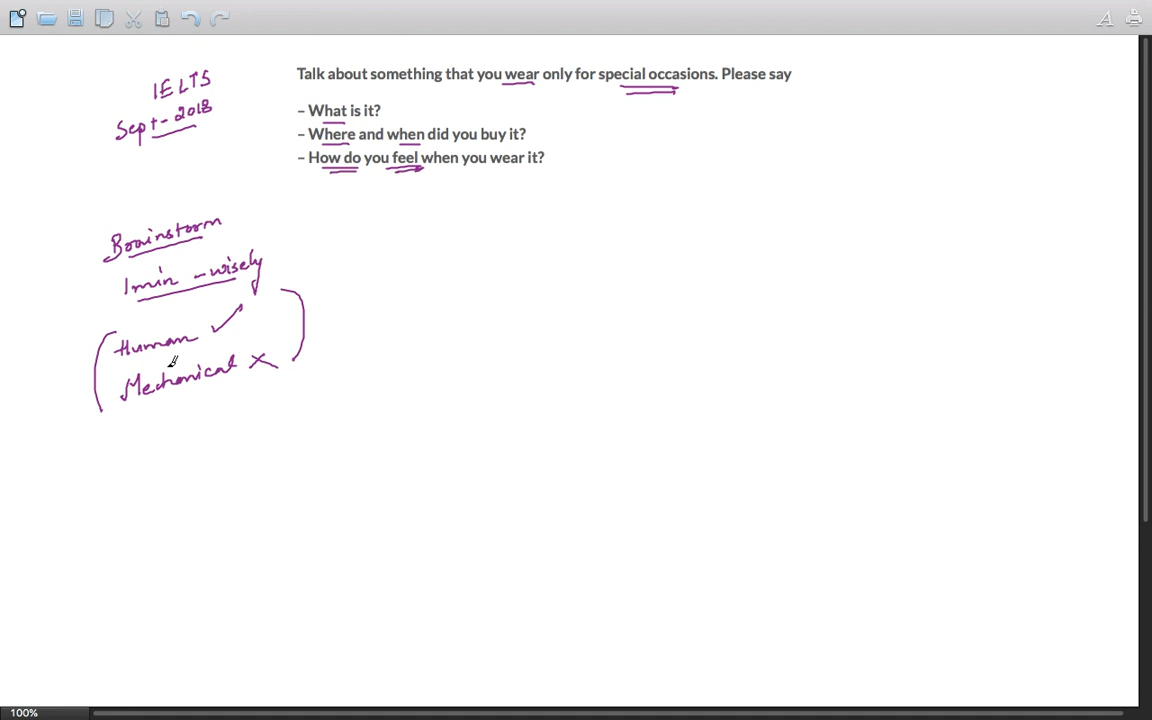 IELTS
Sept - 2018
Talk about something that you wear only for special occasions. Please say
– What is it?
– Where and when did you buy it?
– How do you feel when you wear it?
Brainstorm
1 min - wisely
Human ✓
Mechanical ×
100%